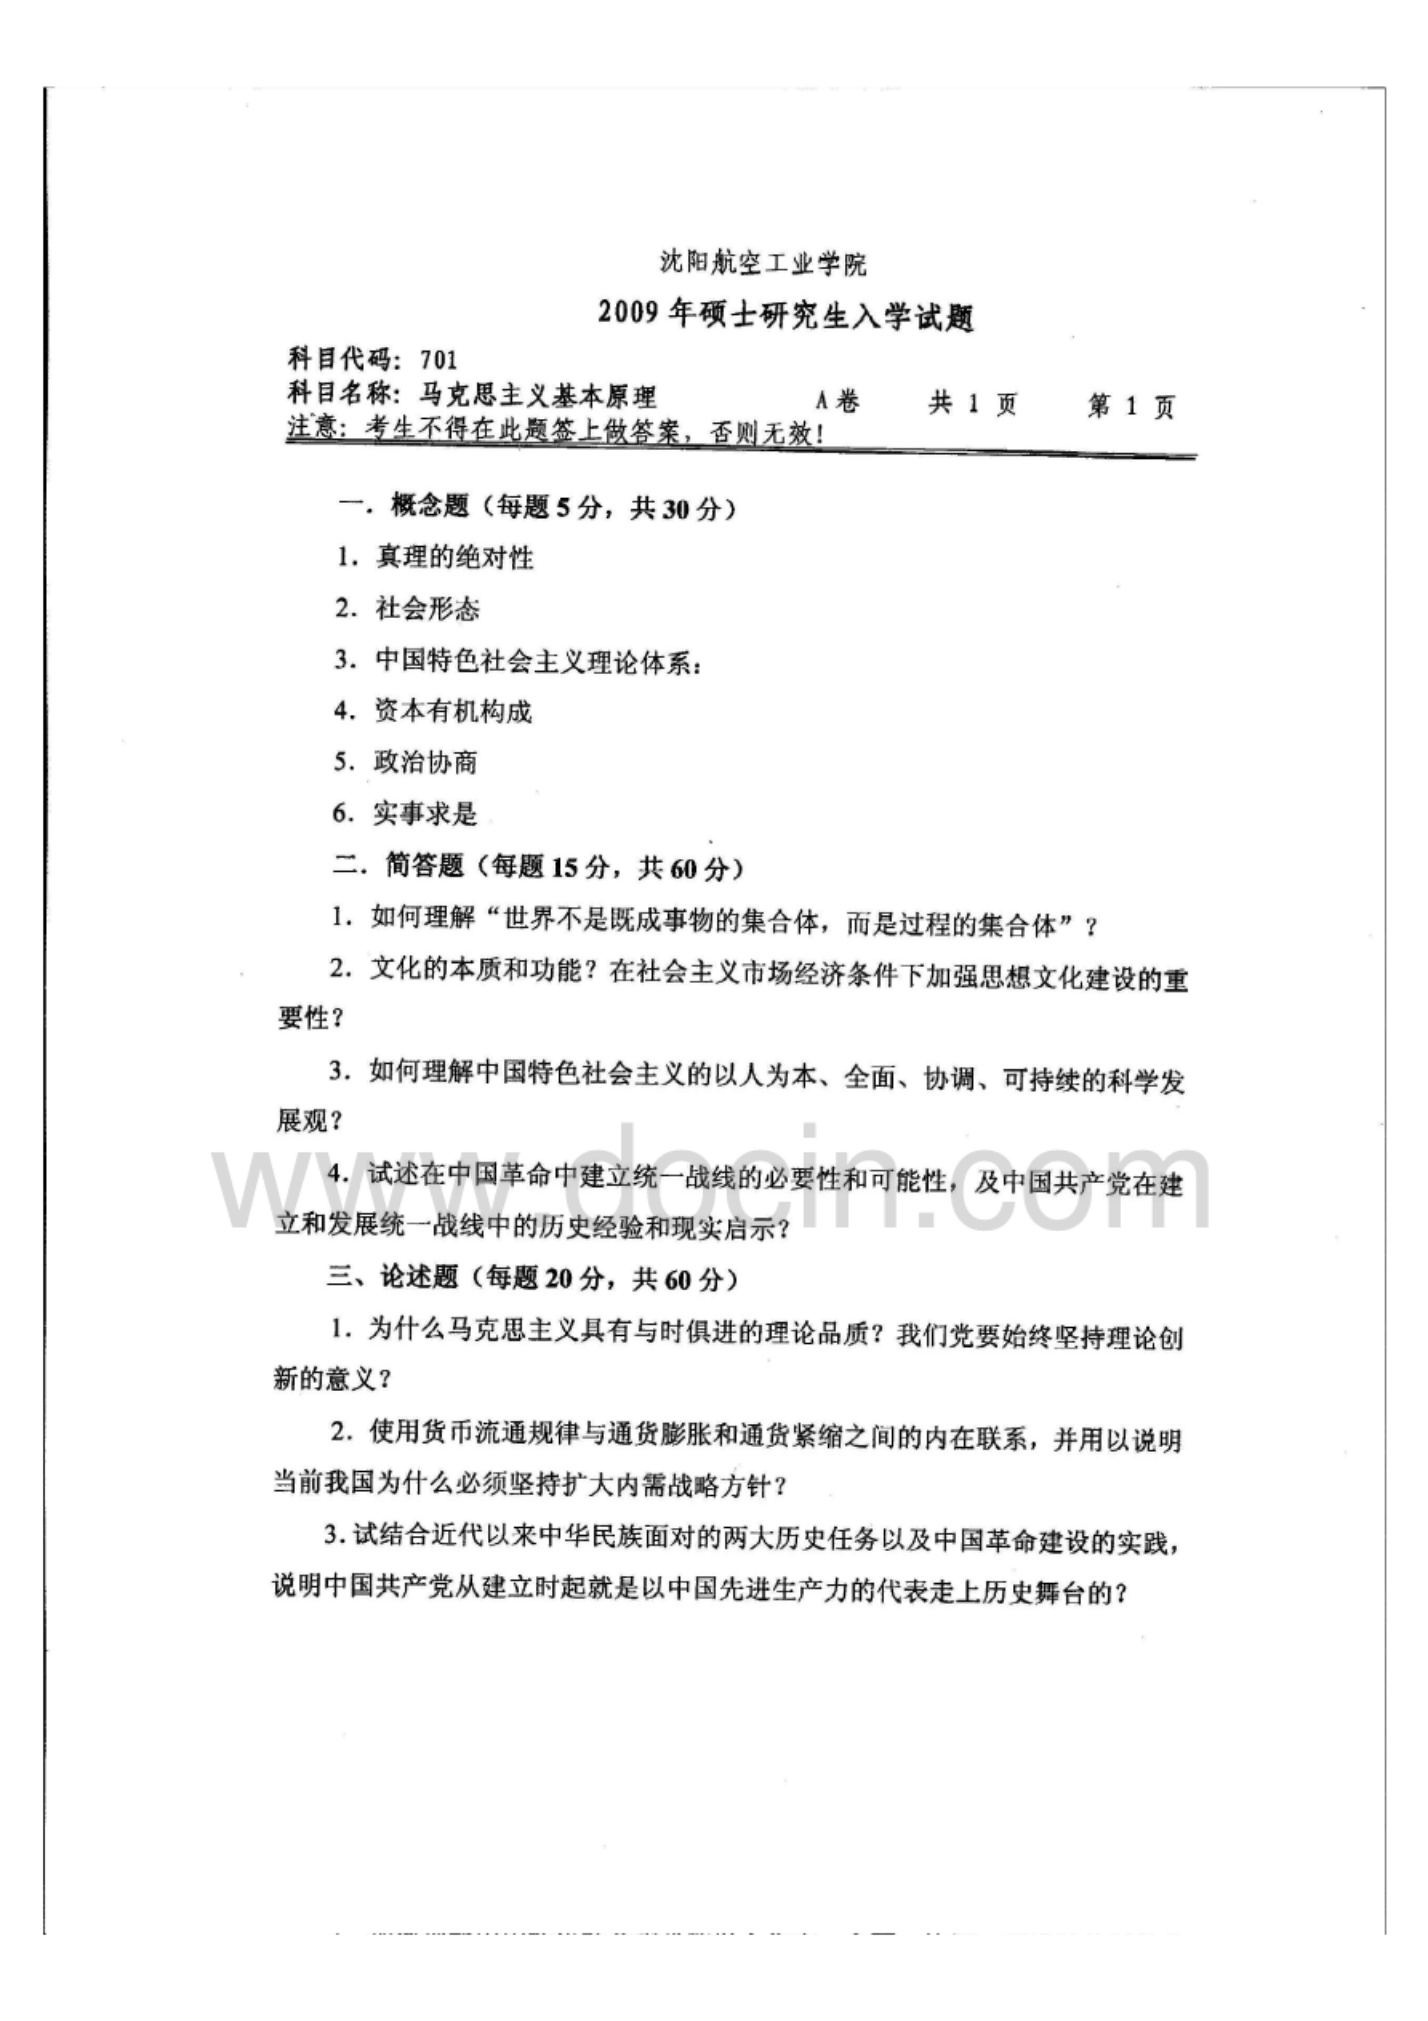 沈阳航空工业学院
2009 年硕士研究生入学试题
科目代码：701
科目名称：马克思主义基本原理 A 卷 共 1 页 第 1 页
注意：考生不得在此题签上做答案，否则无效！
一．概念题（每题 5 分，共 30 分）
1．真理的绝对性
2．社会形态
3．中国特色社会主义理论体系：
4．资本有机构成
5．政治协商
6．实事求是
二．简答题（每题 15 分，共 60 分）
1．如何理解“世界不是既成事物的集合体，而是过程的集合体”？
2．文化的本质和功能？在社会主义市场经济条件下加强思想文化建设的重
要性？
3．如何理解中国特色社会主义的以人为本、全面、协调、可持续的科学发
展观？
www.docin.com
4．试述在中国革命中建立统一战线的必要性和可能性，及中国共产党在建
立和发展统一战线中的历史经验和现实启示？
三、论述题（每题 20 分，共 60 分）
1．为什么马克思主义具有与时俱进的理论品质？我们党要始终坚持理论创
新的意义？
2．使用货币流通规律与通货膨胀和通货紧缩之间的内在联系，并用以说明
当前我国为什么必须坚持扩大内需战略方针？
3.试结合近代以来中华民族面对的两大历史任务以及中国革命建设的实践，
说明中国共产党从建立时起就是以中国先进生产力的代表走上历史舞台的？